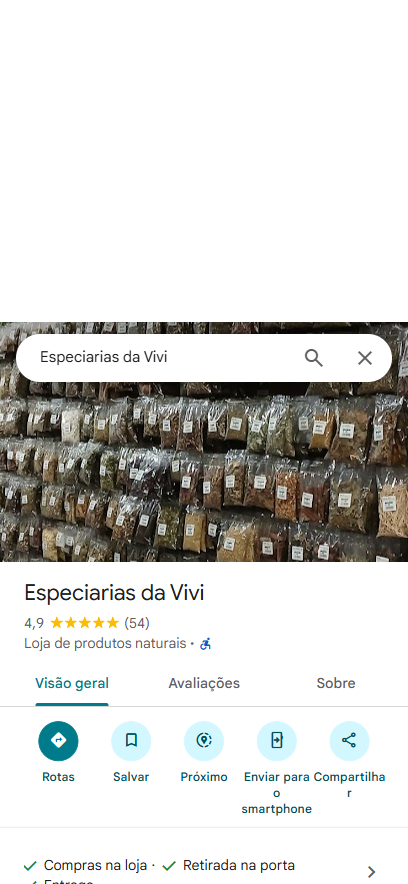 Especiarias da Vivi
Especiarias da Vivi
4,9 (54)
Loja de produtos naturais ·
Visão geral Avaliações Sobre
Rotas Salvar Próximo Enviar para o smartphone Compartilhar
Compras na loja · Retirada na porta
Entrega